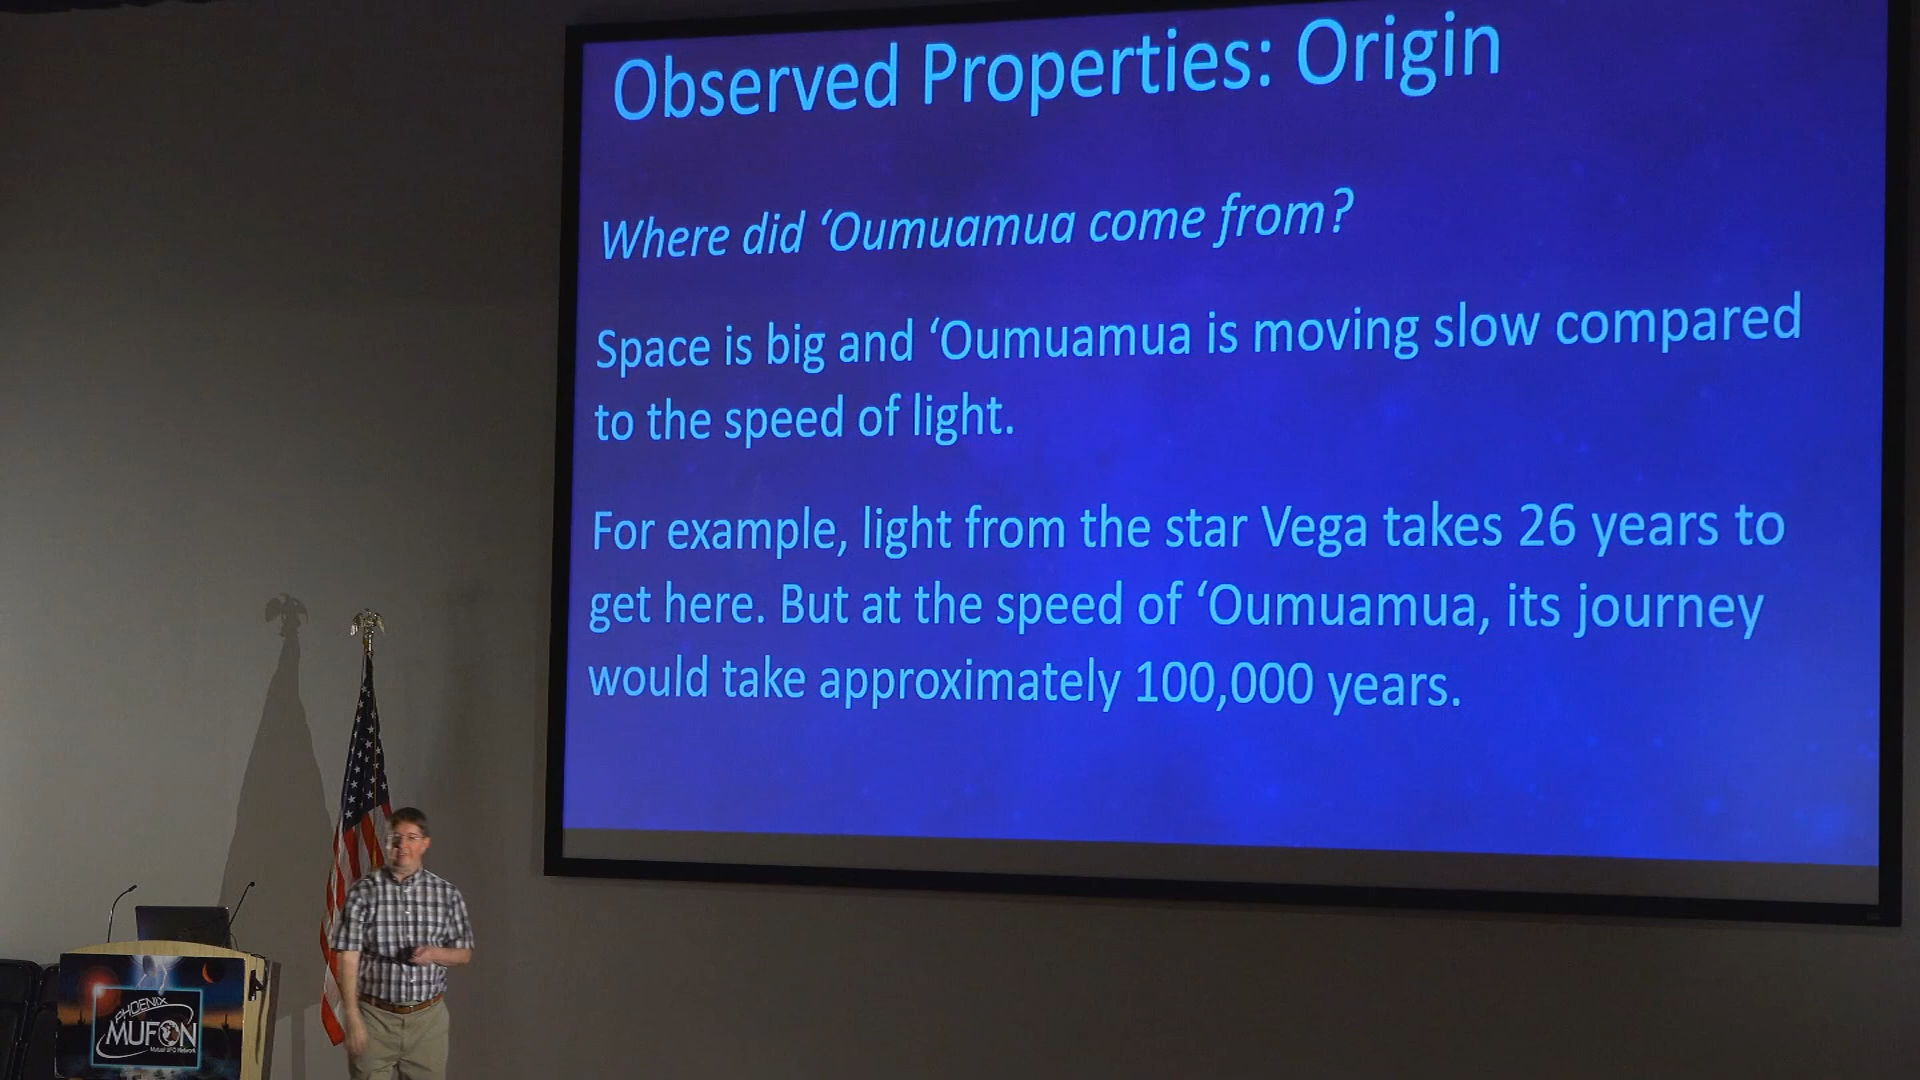 Observed Properties: Origin
Where did ‘Oumuamua come from?
Space is big and ‘Oumuamua is moving slow compared
to the speed of light.
For example, light from the star Vega takes 26 years to
get here. But at the speed of ‘Oumuamua, its journey
would take approximately 100,000 years.
PHOENIX
MUFON
Mutual UFO Network